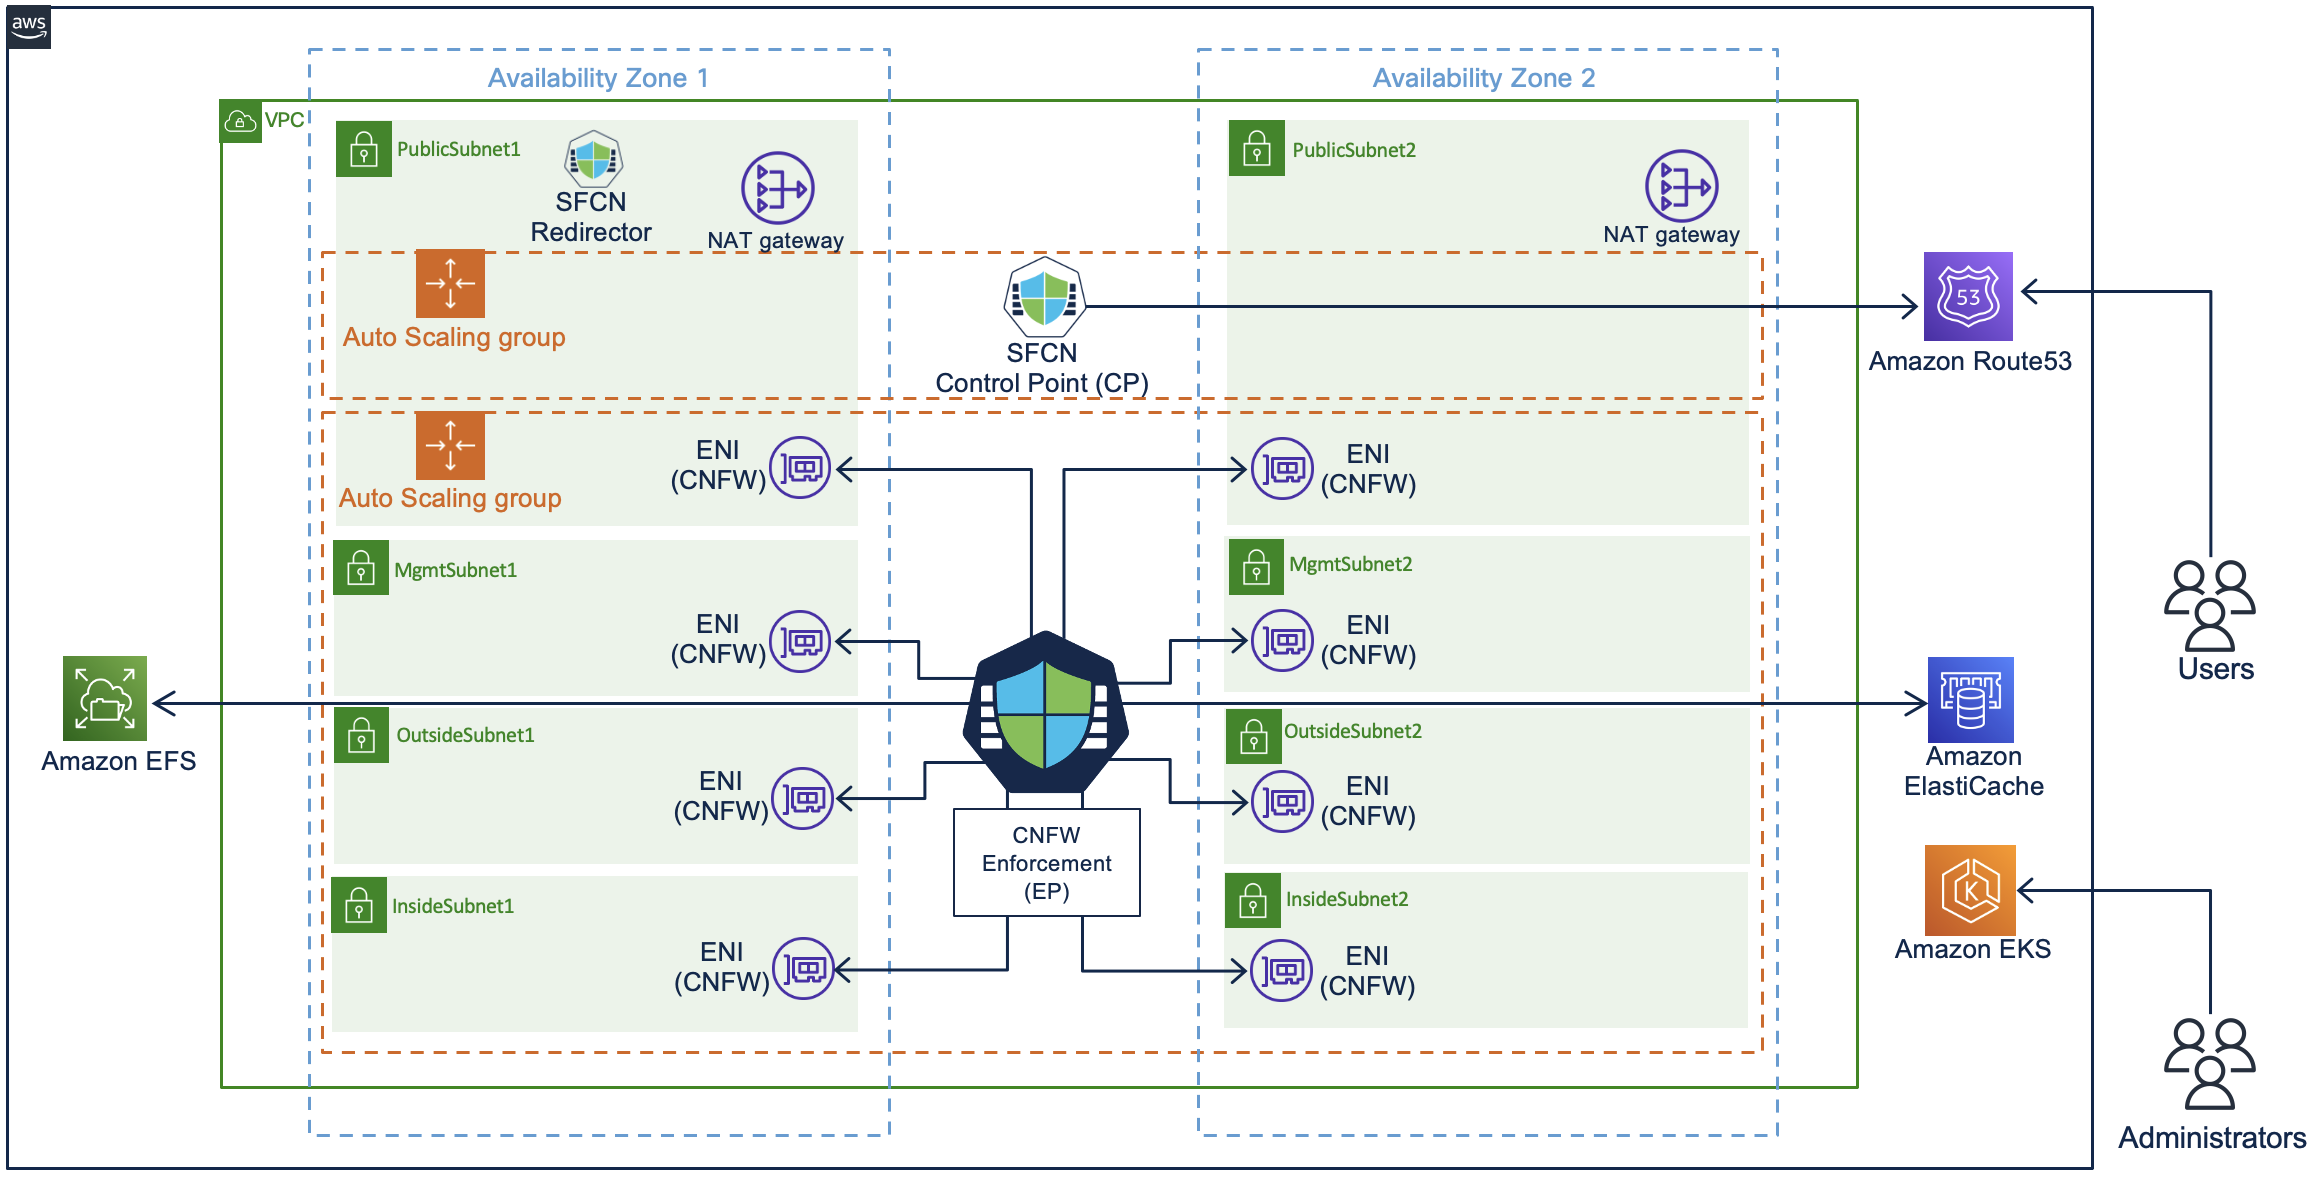 aws
Availability Zone 1
Availability Zone 2
VPC
PublicSubnet1
SFCN
Redirector
NAT gateway
PublicSubnet2
NAT gateway
Auto Scaling group
SFCN
Control Point (CP)
53
Amazon Route53
Auto Scaling group
ENI
(CNFW)
ENI
(CNFW)
MgmtSubnet1
ENI
(CNFW)
MgmtSubnet2
ENI
(CNFW)
Users
Amazon EFS
OutsideSubnet1
ENI
(CNFW)
OutsideSubnet2
ENI
(CNFW)
Amazon
ElastiCache
CNFW
Enforcement
(EP)
InsideSubnet1
ENI
(CNFW)
InsideSubnet2
ENI
(CNFW)
K
Amazon EKS
Administrators